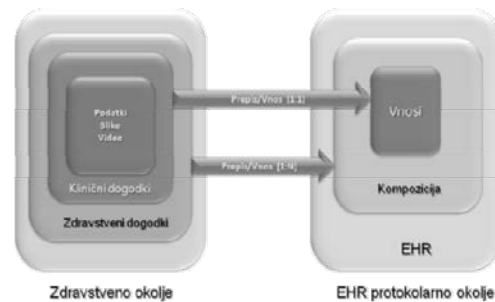 Podatki
Slike
Video
Klinični dogodki
Zdravstveni dogodki
Zdravstveno okolje
Prepis/Vnos (1:1)
Prepis/Vnos (1:N)
Vnosi
Kompozicija
EHR
EHR protokolarno okolje